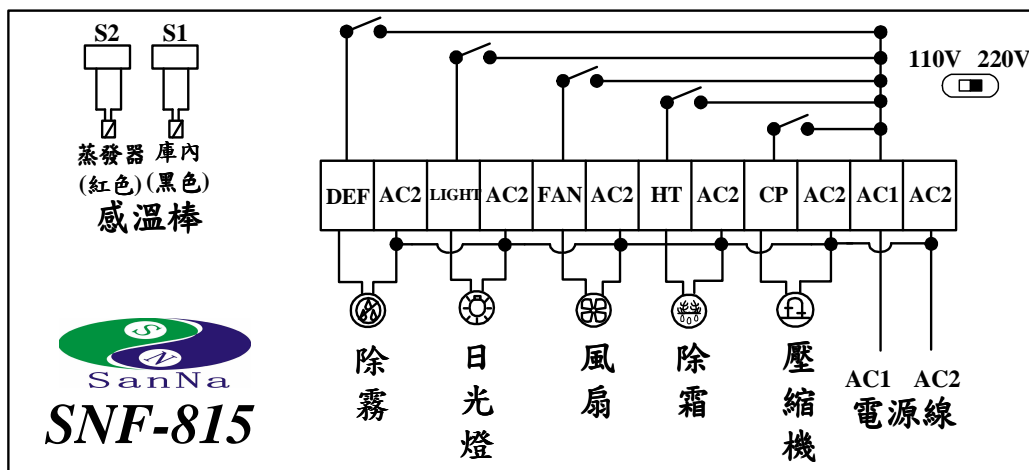 S2 S1
蒸發器 庫內
(紅色) (黑色)
感溫棒
110V 220V
DEF AC2 LIGHT AC2 FAN AC2 HT AC2 CP AC2 AC1 AC2
除霧
日光燈
風扇
除霜
壓縮機
AC1 AC2
電源線
SN
SanNa
SNF-815